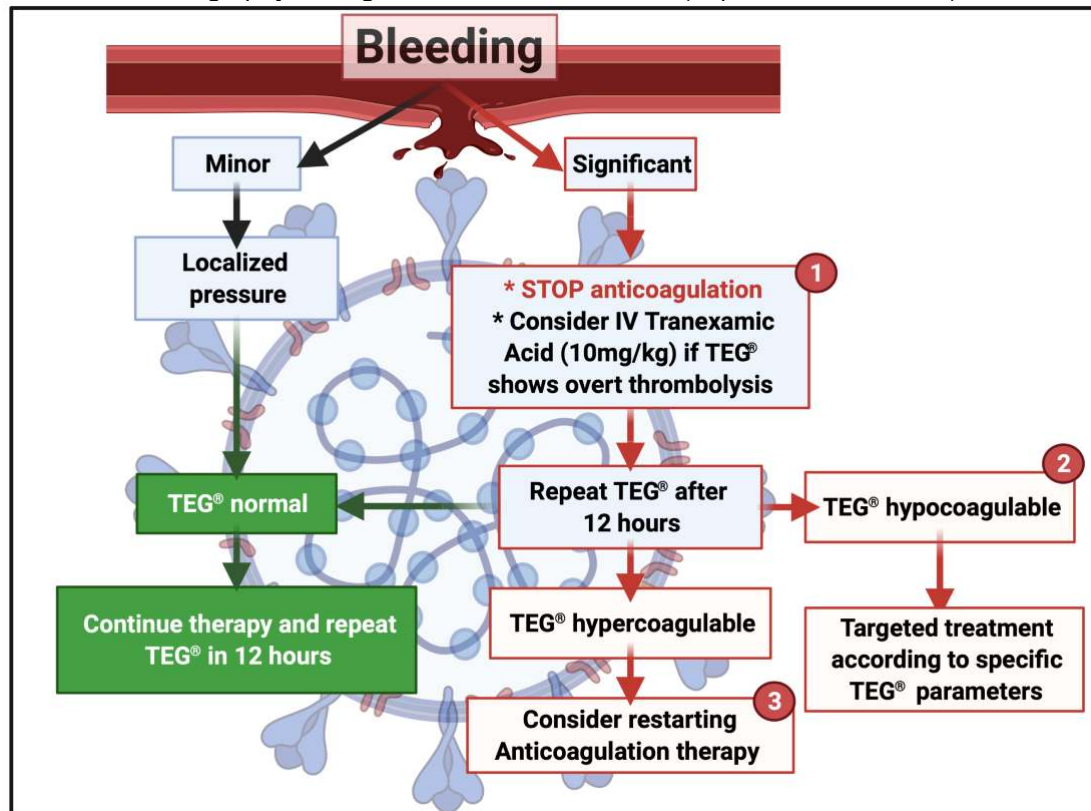 Bleeding
Minor
Significant
Localized
pressure
1
* STOP anticoagulation
* Consider IV Tranexamic
Acid (10mg/kg) if TEG®
shows overt thrombolysis
TEG® normal
Repeat TEG® after
12 hours
2
TEG® hypocoagulable
Continue therapy and repeat
TEG® in 12 hours
TEG® hypercoagulable
Targeted treatment
according to specific
TEG® parameters
3
Consider restarting
Anticoagulation therapy